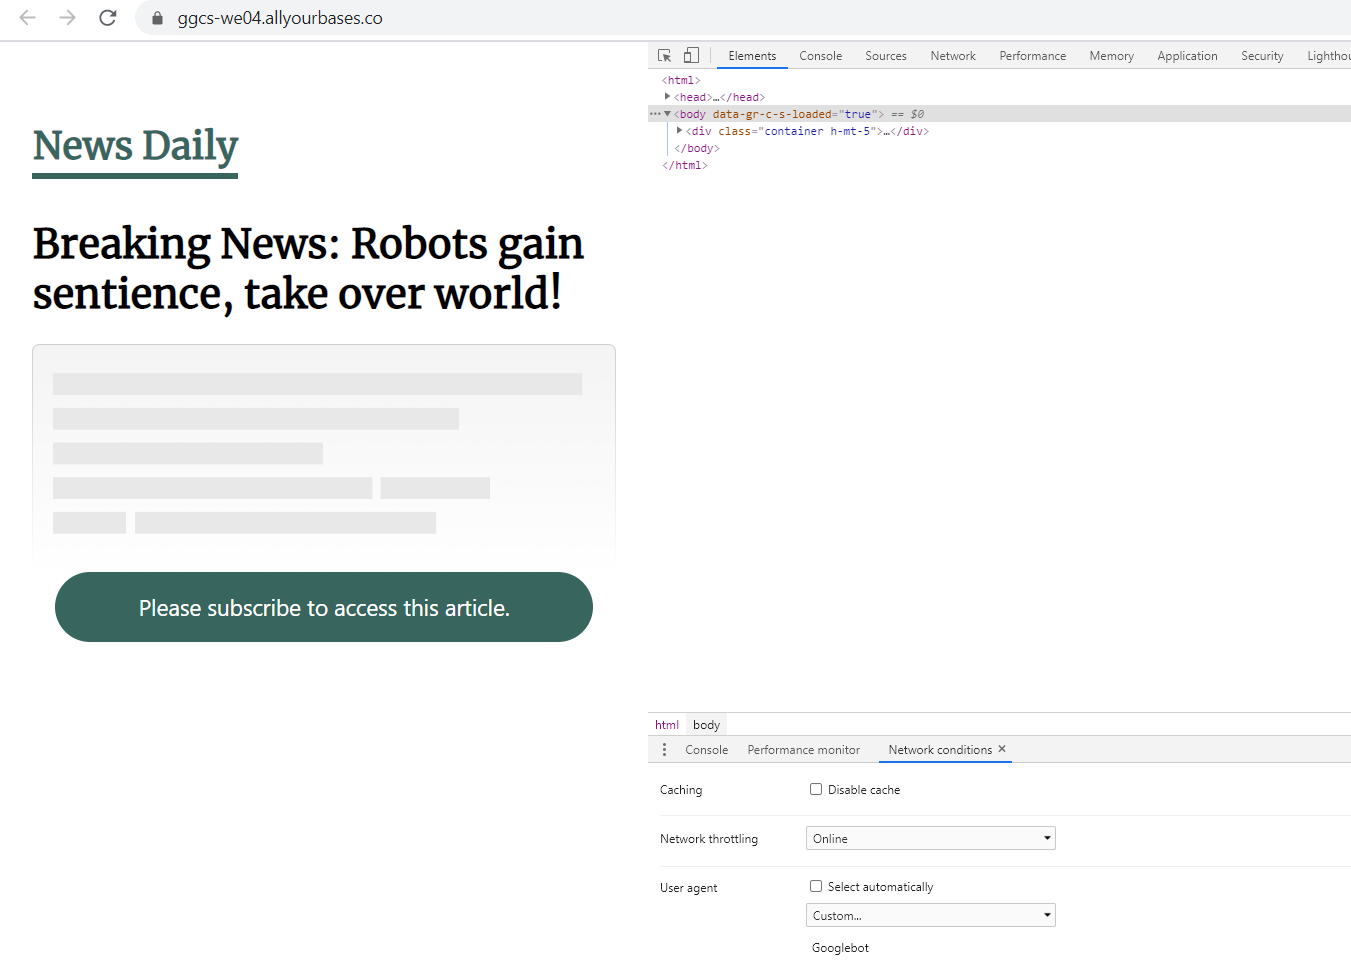 ggcs-we04.allyourbases.co
News Daily
Breaking News: Robots gain
sentience, take over world!
Please subscribe to access this article.
Elements Console Sources Network Performance Memory Application Security Lighthou
<html>
<head>…</head>
<body data-gr-c-s-loaded="true"> == $0
<div class="container h-mt-5">…</div>
</body>
</html>
html body
Console Performance monitor Network conditions
Caching Disable cache
Network throttling Online
User agent Select automatically
Custom...
Googlebot